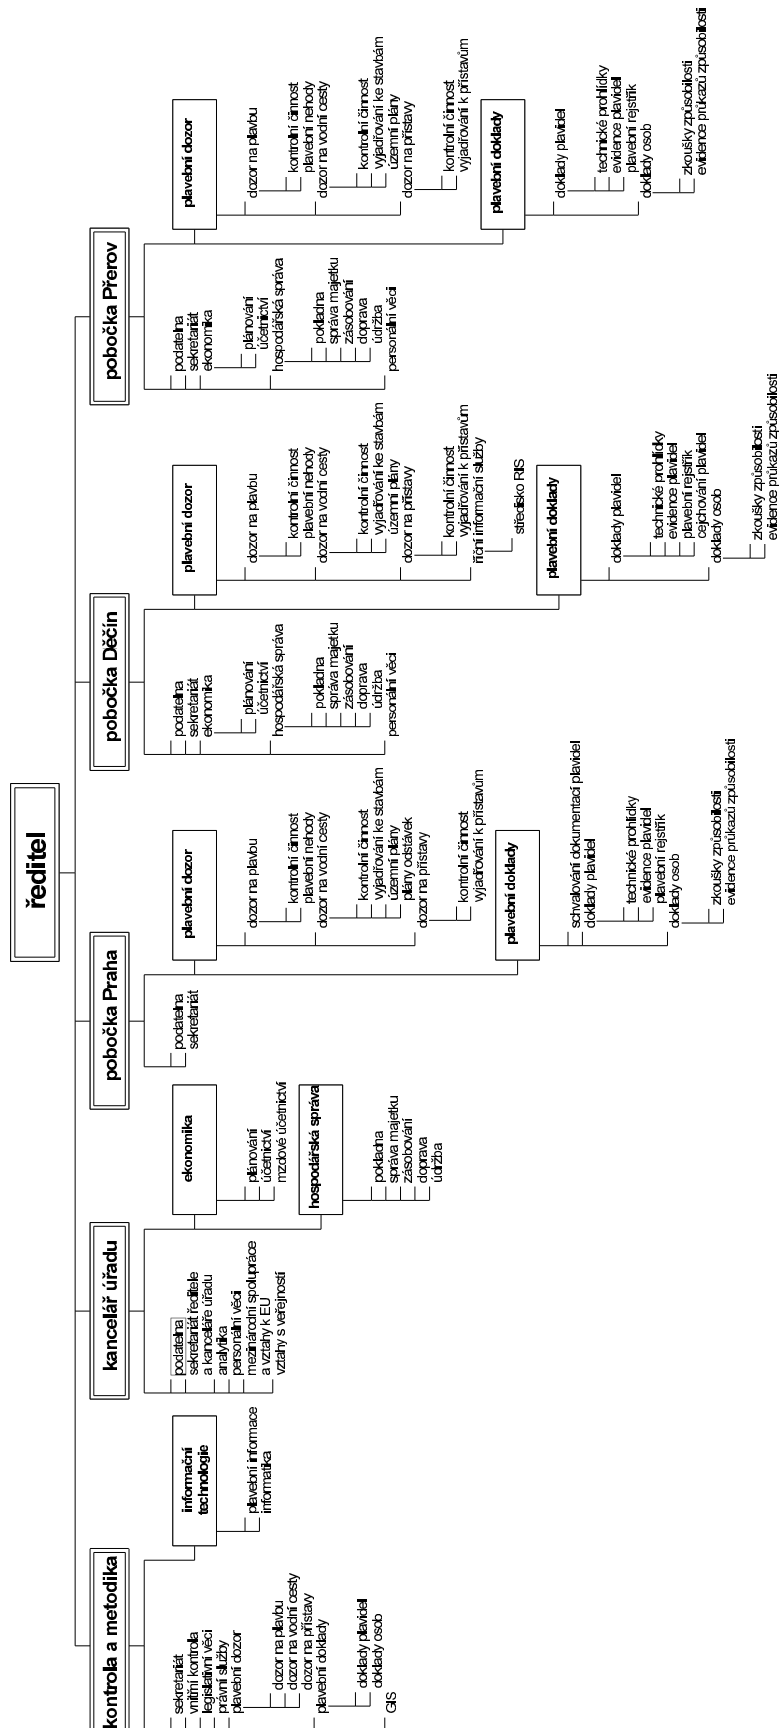 ředitel
kontrola a metodika
sekretariát
vnitřní kontrola
legislativní věci
právní služby
plavební dozor
dozor na plavbu
dozor na vodní cesty
dozor na přístavy
plavební doklady
doklady plavidel
doklady osob
GIS
informační
technologie
plavební informace
informatika
kancelář úřadu
podatelna
sekretariát ředitele
a kanceláře úřadu
analytika
personální věci
mezinárodní spolupráce
a vztahy k EU
vztahy s veřejností
ekonomika
plánování
účetnictví
mzdové účetnictví
hospodářská správa
pokladna
správa majetku
zásobování
doprava
údržba
pobočka Praha
podatelna
sekretariát
plavební dozor
dozor na plavbu
kontrolní činnost
plavební nehody
dozor na vodní cesty
kontrolní činnost
vyjadřování ke stavbám
územní plány
plány odstávek
dozor na přístavy
kontrolní činnost
vyjadřování k přístavům
plavební doklady
schvalování dokumentací plavidel
doklady plavidel
technické prohlídky
evidence plavidel
plavební rejstřík
doklady osob
zkoušky způsobilosti
evidence průkazů způsobilosti
pobočka Děčín
podatelna
sekretariát
ekonomika
plánování
účetnictví
hospodářská správa
pokladna
správa majetku
zásobování
doprava
údržba
personální věci
plavební dozor
dozor na plavbu
kontrolní činnost
plavební nehody
dozor na vodní cesty
kontrolní činnost
vyjadřování ke stavbám
územní plány
dozor na přístavy
kontrolní činnost
vyjadřování k přístavům
říční informační služby
středisko RIS
plavební doklady
doklady plavidel
technické prohlídky
evidence plavidel
plavební rejstřík
cejchování plavidel
doklady osob
zkoušky způsobilosti
evidence průkazů způsobilosti
pobočka Přerov
podatelna
sekretariát
ekonomika
plánování
účetnictví
hospodářská správa
pokladna
správa majetku
zásobování
doprava
údržba
personální věci
plavební dozor
dozor na plavbu
kontrolní činnost
plavební nehody
dozor na vodní cesty
kontrolní činnost
vyjadřování ke stavbám
územní plány
dozor na přístavy
kontrolní činnost
vyjadřování k přístavům
plavební doklady
doklady plavidel
technické prohlídky
evidence plavidel
plavební rejstřík
doklady osob
zkoušky způsobilosti
evidence průkazů způsobilosti